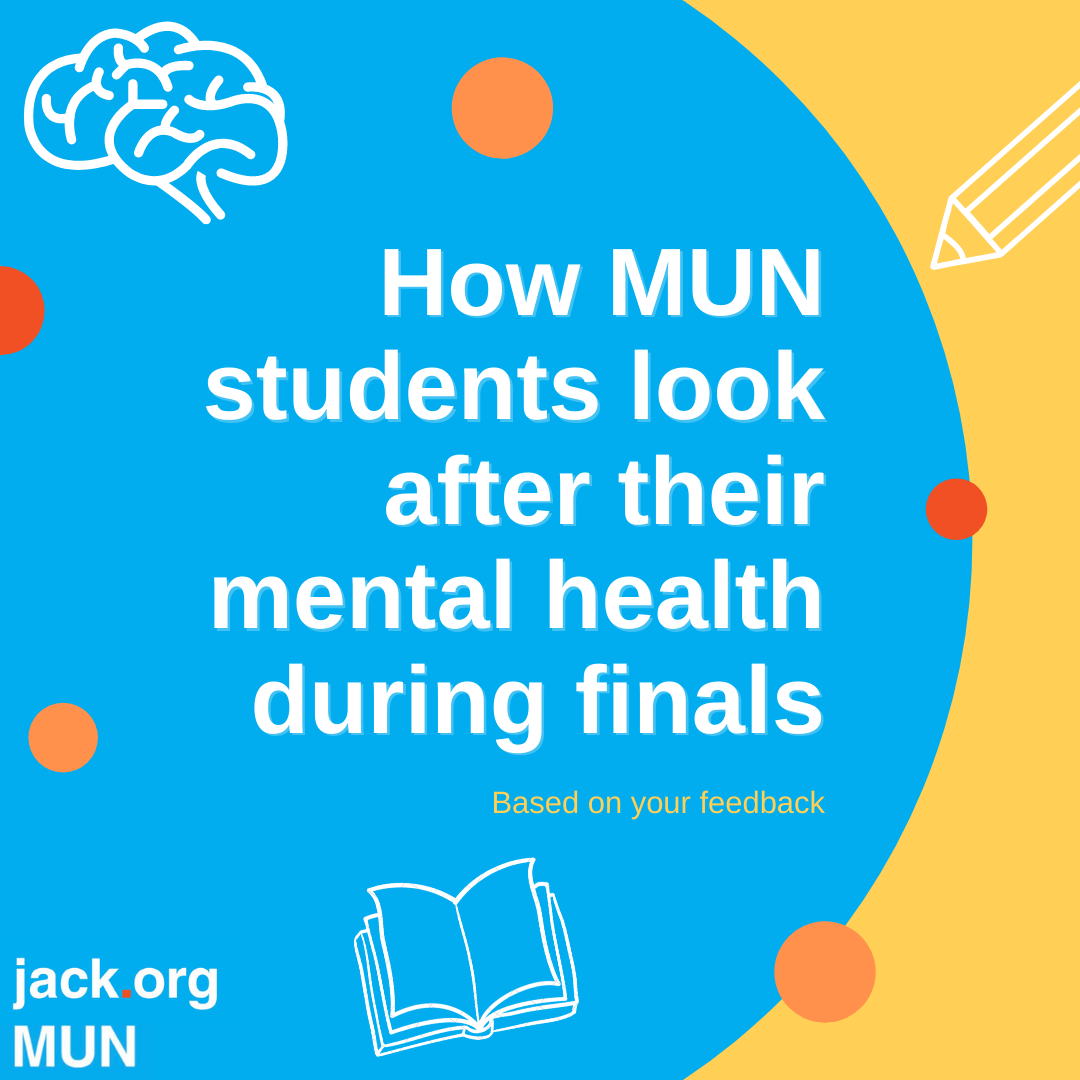 How MUN
students look
after their
mental health
during finals
Based on your feedback
jack.org
MUN